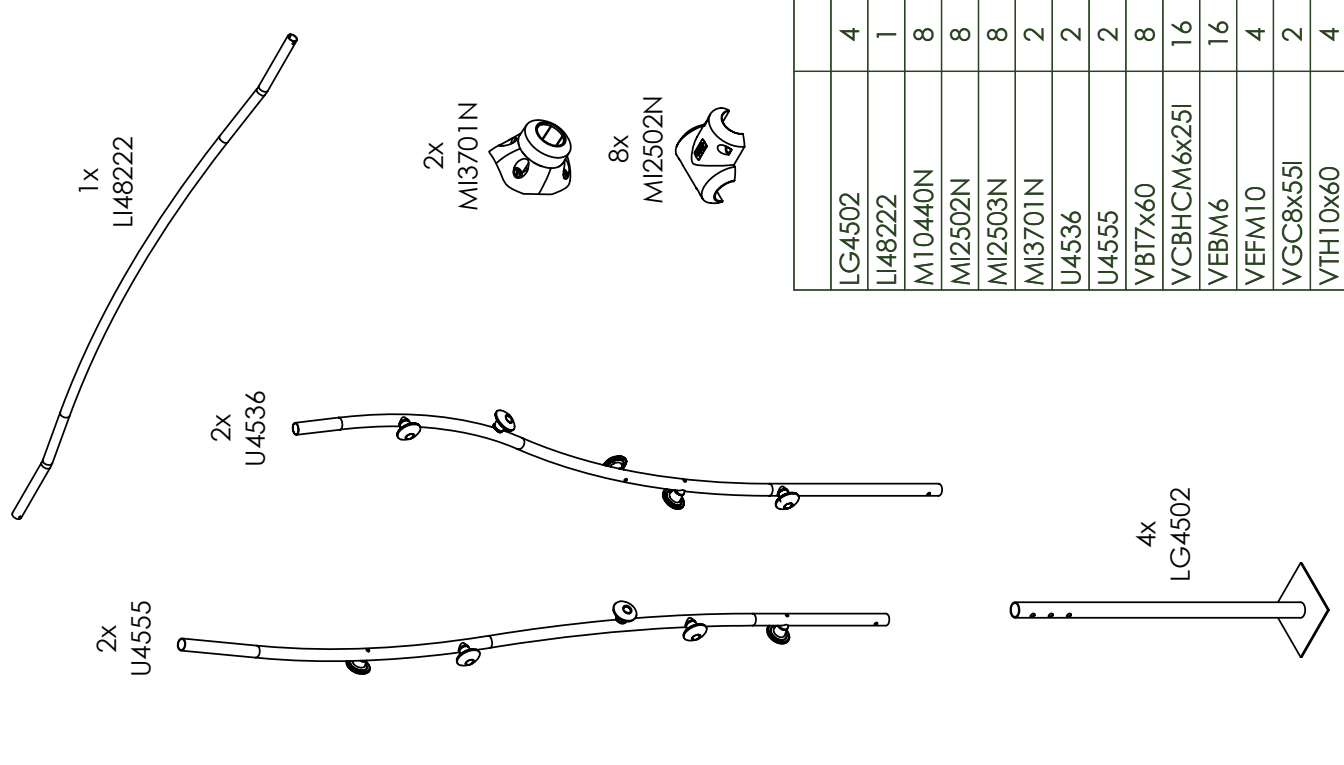 1x
LI48222
2x
MI3701N
8x
MI2502N
2x
U4536
2x
U4555
4x
LG4502
LG4502 4
LI48222 1
M10440N 8
MI2502N 8
MI2503N 8
MI3701N 2
U4536 2
U4555 2
VBT7x60 8
VCBHCM6x25I 16
VEBM6 16
VEFM10 4
VGC8x55I 2
VTH10x60 4